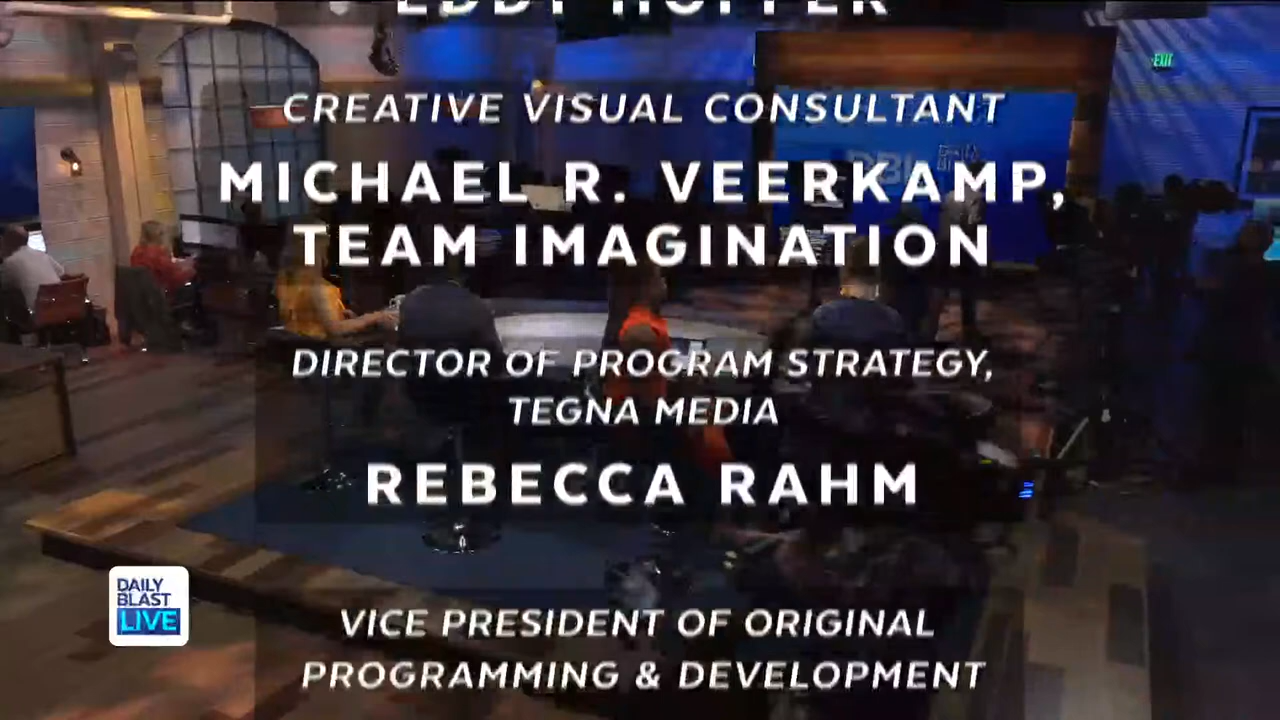 CREATIVE VISUAL CONSULTANT
EXIT
MICHAEL R. VEERKAMP,
TEAM IMAGINATION
DIRECTOR OF PROGRAM STRATEGY,
TEGNA MEDIA
REBECCA RAHM
DAILY
BLAST
LIVE
VICE PRESIDENT OF ORIGINAL
PROGRAMMING & DEVELOPMENT